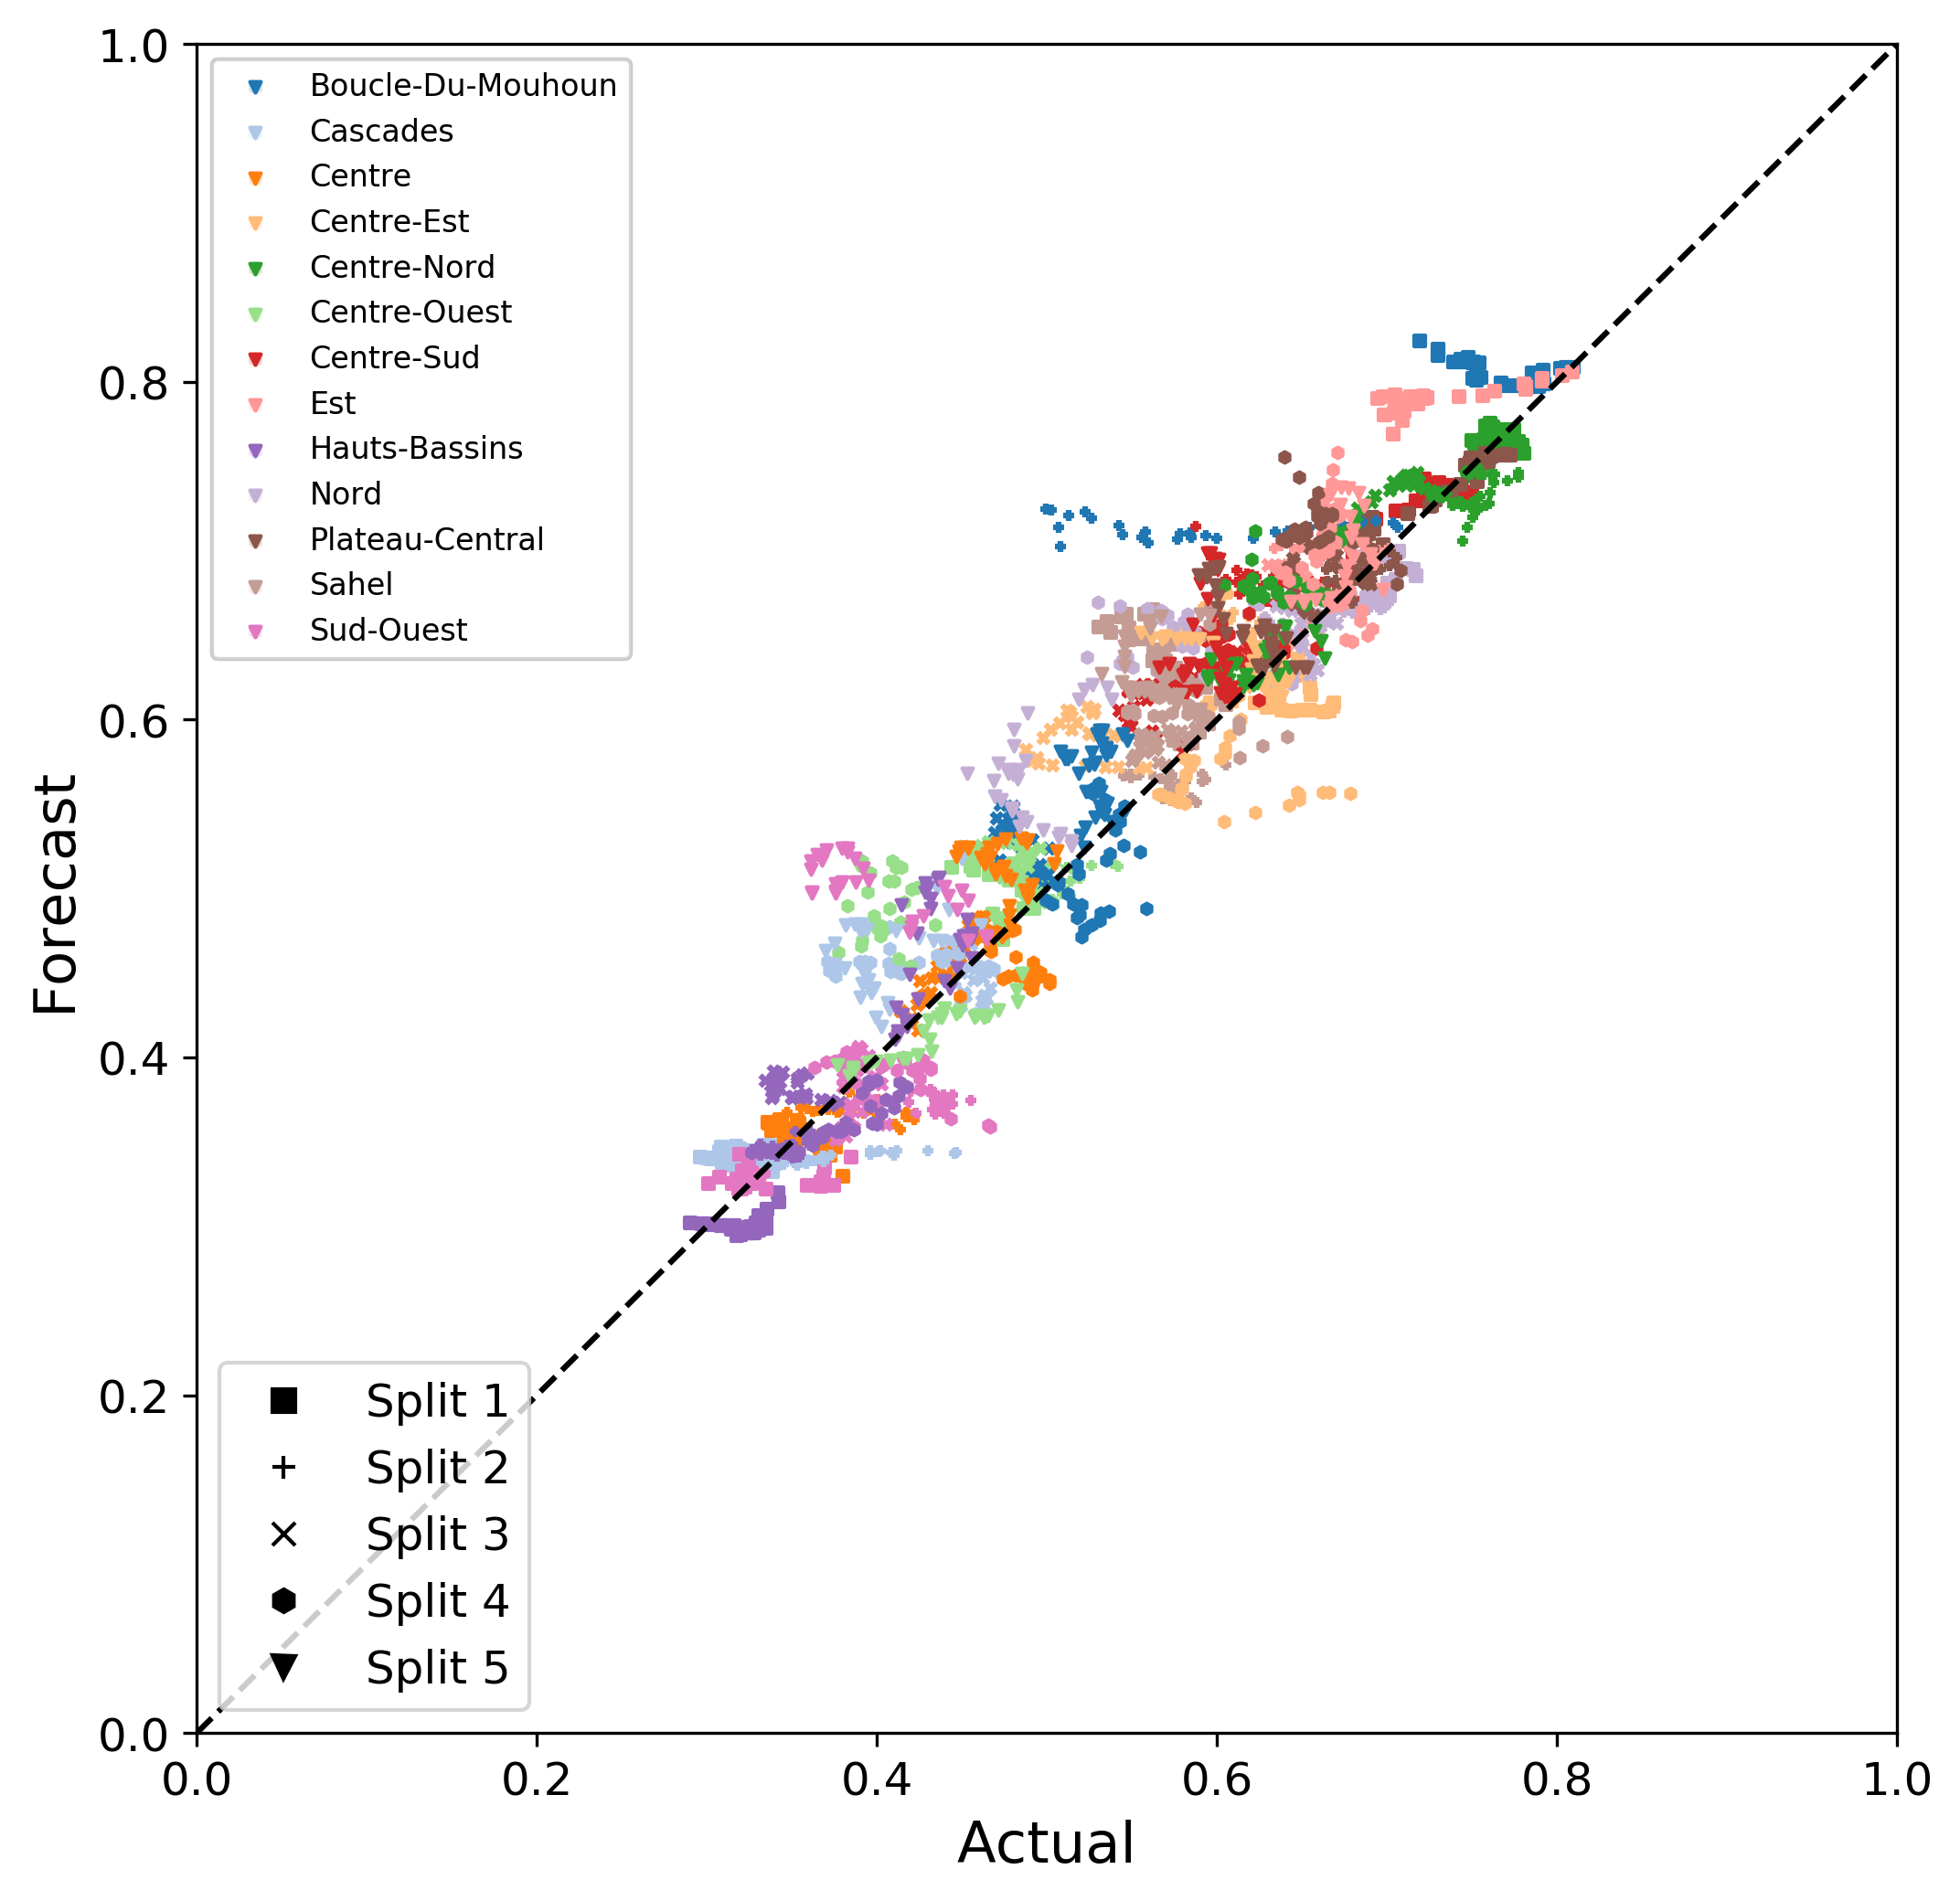 1.0
0.8
0.6
0.4
0.2
0.0
Forecast
Boucle-Du-Mouhoun
Cascades
Centre
Centre-Est
Centre-Nord
Centre-Ouest
Centre-Sud
Est
Hauts-Bassins
Nord
Plateau-Central
Sahel
Sud-Ouest
Split 1
Split 2
Split 3
Split 4
Split 5
0.0 0.2 0.4 0.6 0.8 1.0
Actual